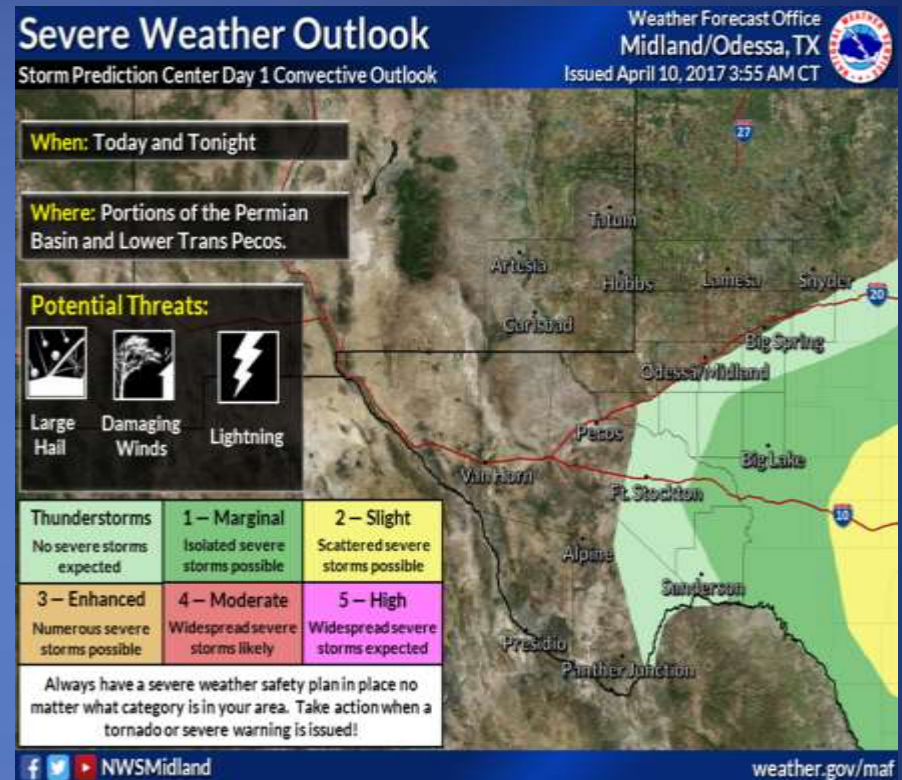 Severe Weather Outlook
Storm Prediction Center Day 1 Convective Outlook
Weather Forecast Office
Midland/Odessa, TX
Issued April 10, 2017 3:55 AM CT
When: Today and Tonight
Where: Portions of the Permian
Basin and Lower Trans Pecos.
Potential Threats:
Large
Hail
Damaging
Winds
Lightning
27
Tatum
Artesia
Hobbs
Lamesa
Snyder
20
Carlsbad
Big Spring
Odessa/Midland
Pecos
Van Horn
Big Lake
Ft. Stockton
10
Alpine
Sanderson
Presidio
Panther Junction
Thunderstorms
No severe storms
expected
1 – Marginal
Isolated severe
storms possible
2 – Slight
Scattered severe
storms possible
3 – Enhanced
Numerous severe
storms possible
4 – Moderate
Widespread severe
storms likely
5 – High
Widespread severe
storms expected
Always have a severe weather safety plan in place no
matter what category is in your area. Take action when a
tornado or severe warning is issued!
NWSMidland
weather.gov/maf